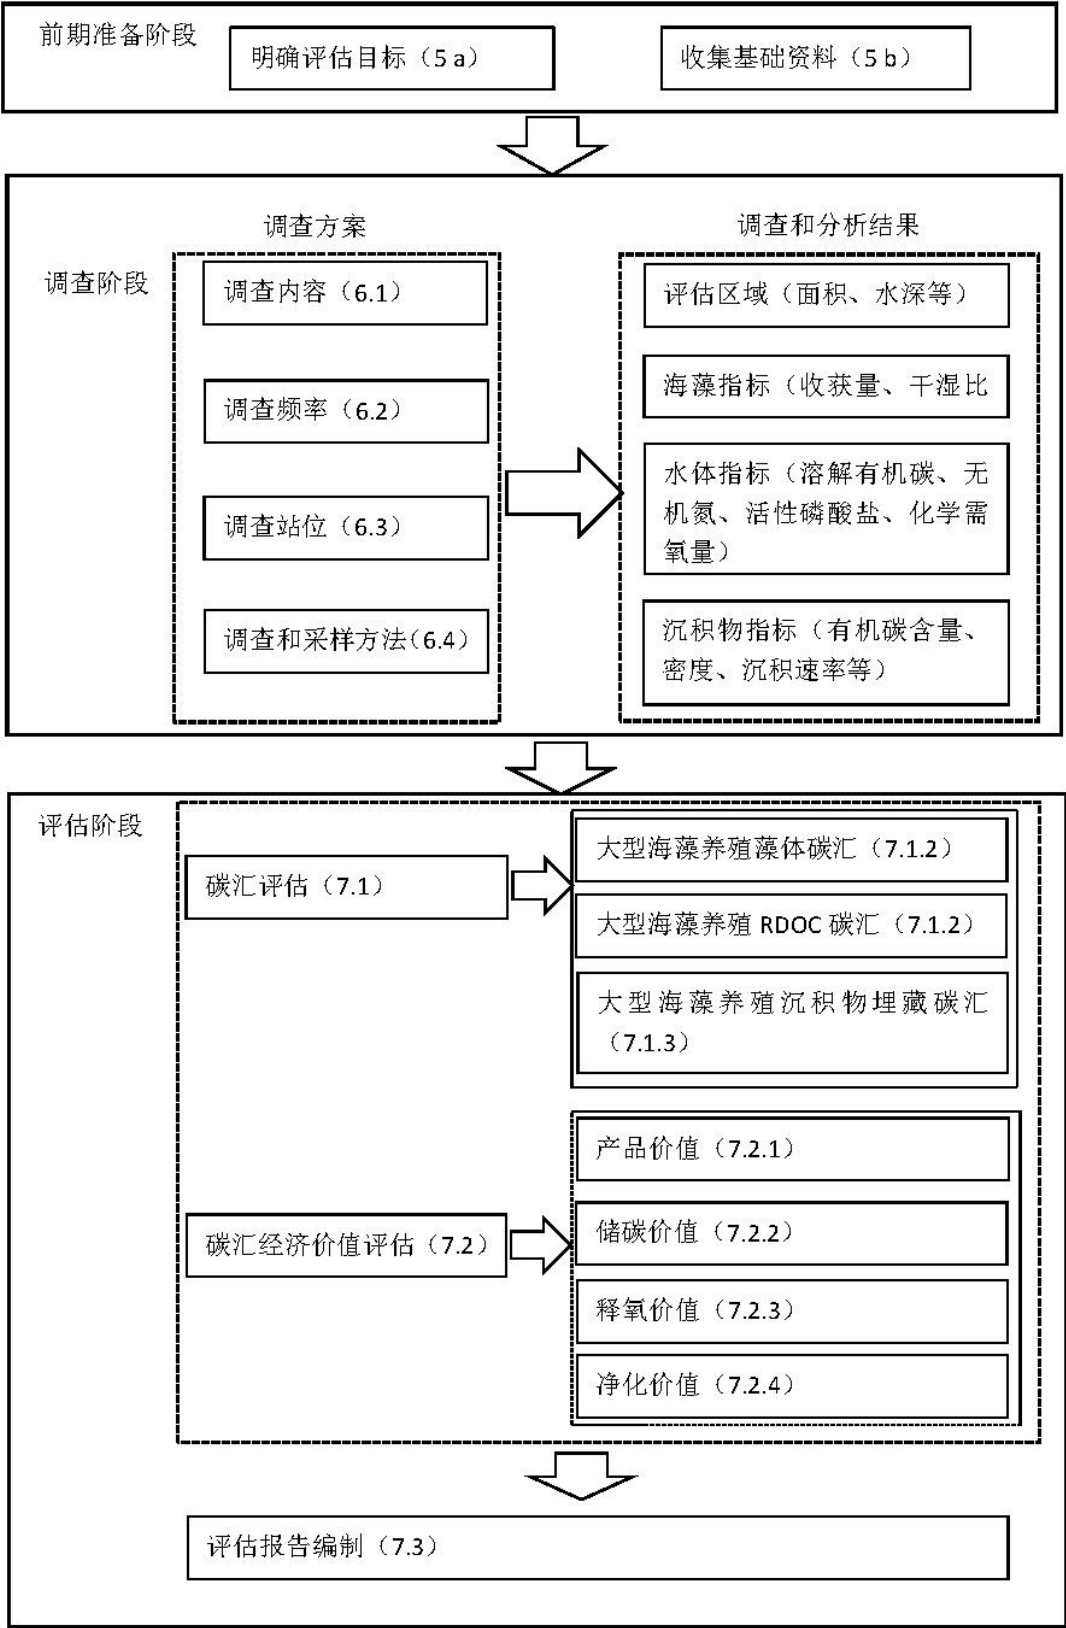 前期准备阶段
明确评估目标（5 a）
收集基础资料（5 b）
调查阶段
调查方案
调查内容（6.1）
调查频率（6.2）
调查站位（6.3）
调查和采样方法（6.4）
调查和分析结果
评估区域（面积、水深等）
海藻指标（收获量、干湿比
水体指标（溶解有机碳、无
机氮、活性磷酸盐、化学需
氧量）
沉积物指标（有机碳含量、
密度、沉积速率等）
评估阶段
碳汇评估（7.1）
大型海藻养殖藻体碳汇（7.1.2）
大型海藻养殖 RDOC 碳汇（7.1.2）
大型海藻养殖沉积物埋藏碳汇
（7.1.3）
碳汇经济价值评估（7.2）
产品价值（7.2.1）
储碳价值（7.2.2）
释氧价值（7.2.3）
净化价值（7.2.4）
评估报告编制（7.3）